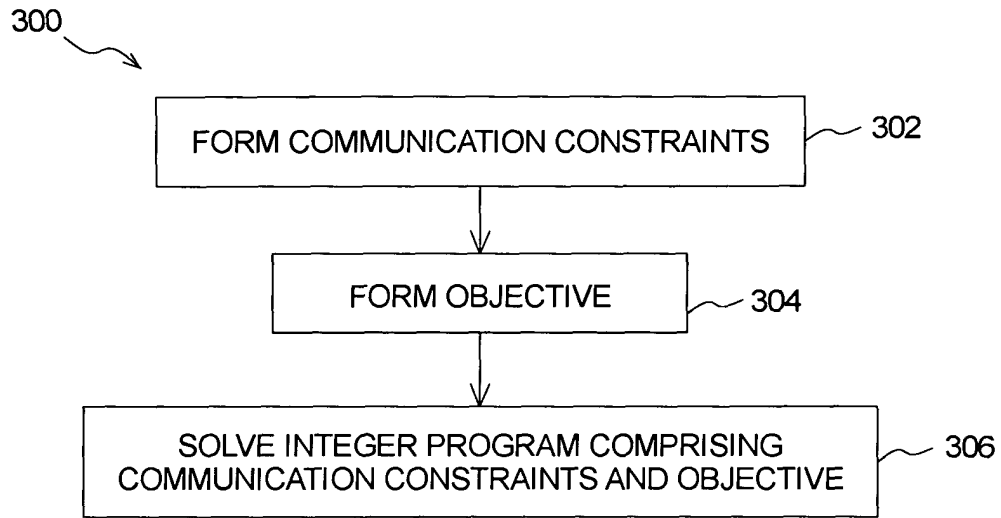 300
FORM COMMUNICATION CONSTRAINTS
302
FORM OBJECTIVE
304
SOLVE INTEGER PROGRAM COMPRISING
COMMUNICATION CONSTRAINTS AND OBJECTIVE
306